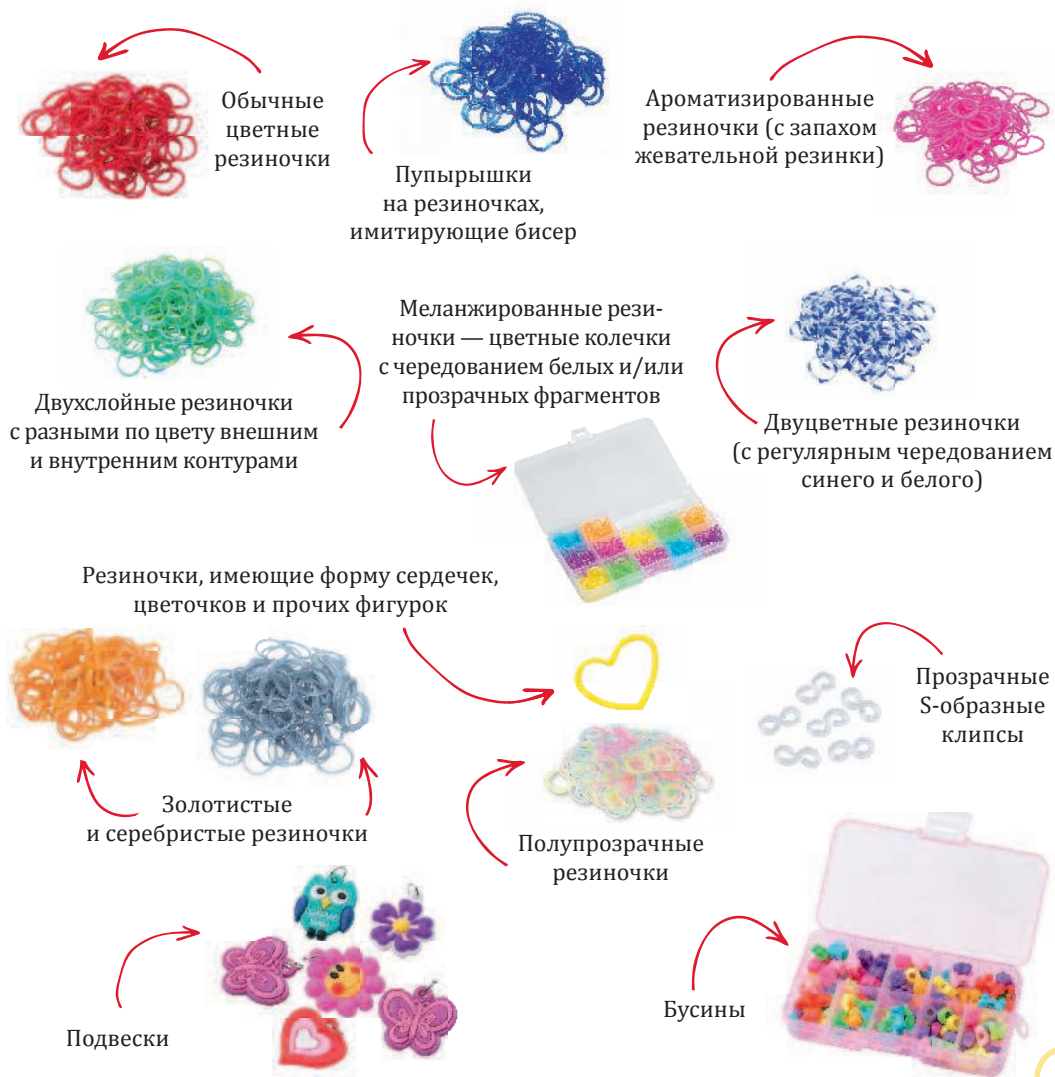 Обычные
цветные
резиночки
Пупырышки
на резиночках,
имитирующие бисер
Ароматизированные
резиночки (с запахом
жевательной резинки)
Двухслойные резиночки
с разными по цвету внешним
и внутренним контурами
Меланжированные рези-
ночки — цветные колечки
с чередованием белых и/или
прозрачных фрагментов
Двуцветные резиночки
(с регулярным чередованием
синего и белого)
Резиночки, имеющие форму сердечек,
цветочков и прочих фигурок
Прозрачные
S-образные
клипсы
Золотистые
и серебристые резиночки
Полупрозрачные
резиночки
Подвески
Бусины